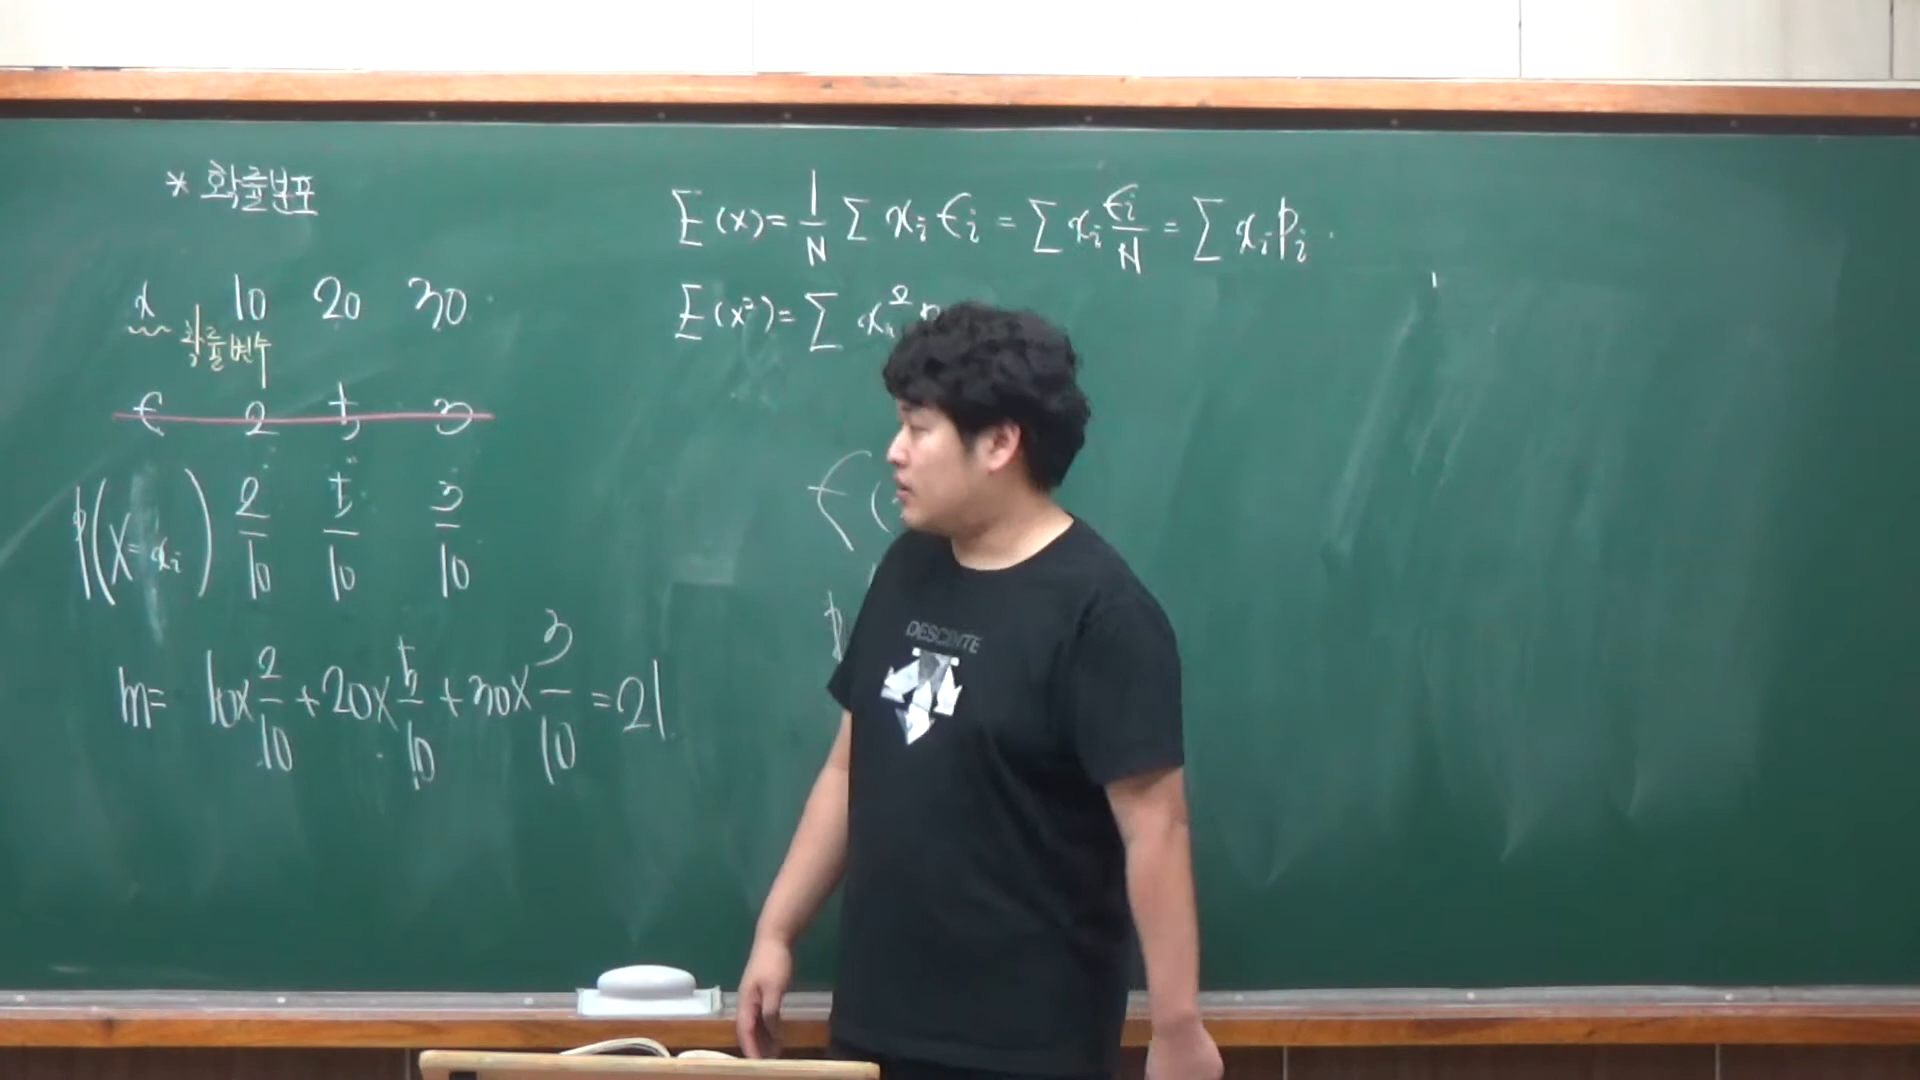 * 확률분포
x 10 20 30
확률변수
f 2 5 3
P(X=xᵢ) 2/10 5/10 3/10
m= 10×2/10+20×5/10+30×3/10=21
E(x)=1/N Σ xᵢfᵢ = Σ xᵢ fᵢ/N = Σ xᵢpᵢ
E(x²)=Σ xᵢ²
f(
DESCENTE